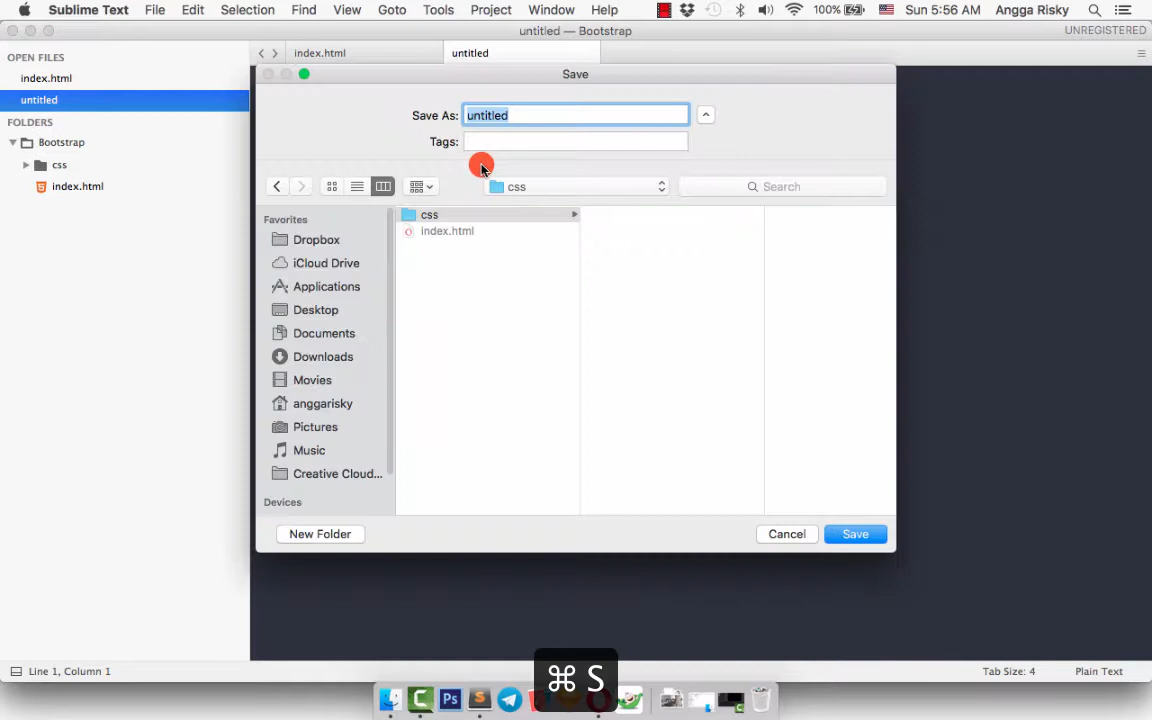 Sublime Text File Edit Selection Find View Goto Tools Project Window Help 100% Sun 5:56 AM Angga Risky
untitled — Bootstrap UNREGISTERED
OPEN FILES
index.html
untitled
FOLDERS
Bootstrap
css
index.html
index.html untitled
Save
Save As: untitled
Tags:
css Search
Favorites
Dropbox
iCloud Drive
Applications
Desktop
Documents
Downloads
Movies
anggarisky
Pictures
Music
Creative Cloud...
Devices
css
index.html
New Folder Cancel Save
⌘ S
Line 1, Column 1 Tab Size: 4 Plain Text
Ps